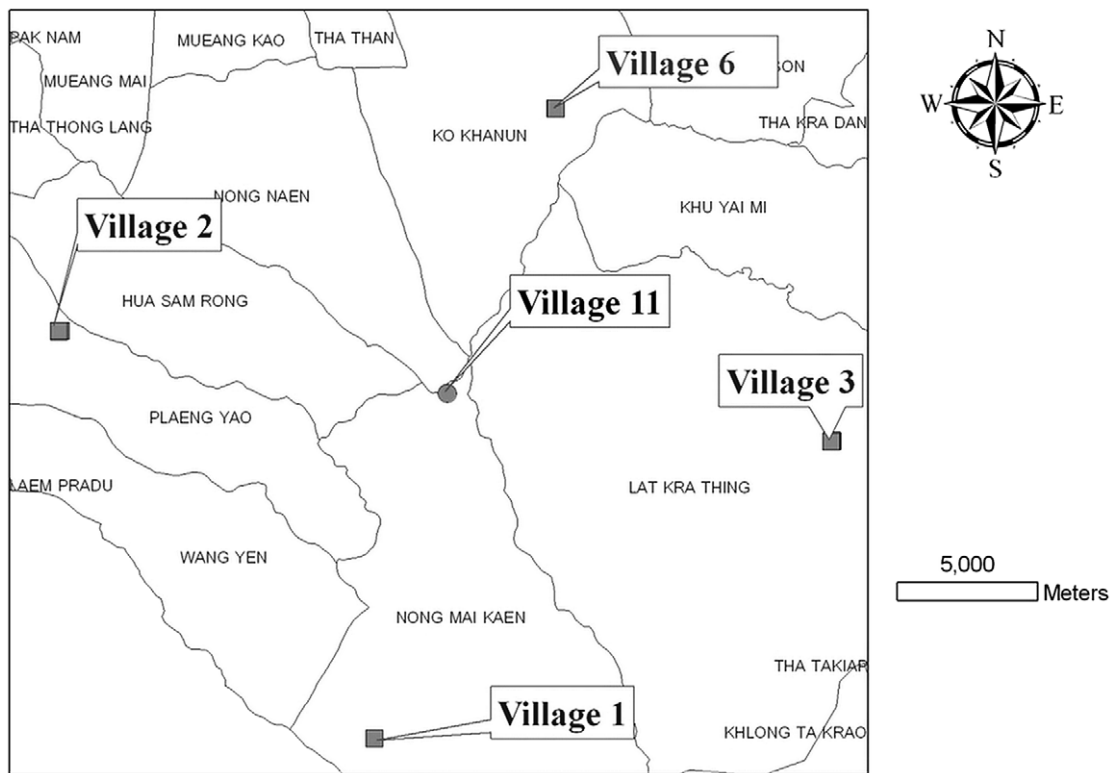 PAK NAM
MUEANG KAO
THA THAN
N
Village 6
SON
MUEANG MAI
W
E
THA THONG LANG
THA KRA DAN
KO KHANUN
S
NONG NAEN
KHU YAI MI
Village 2
HUA SAM RONG
Village 11
Village 3
PLAENG YAO
AEM PRADU
LAT KRA THING
WANG YEN
5,000
Meters
NONG MAI KAEN
THA TAKIAP
Village 1
KHLONG TA KRAO